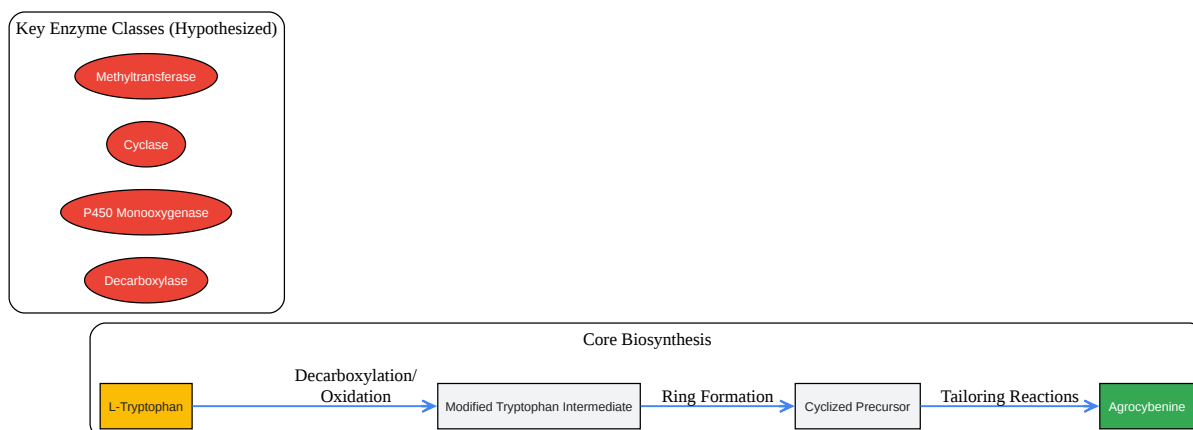 Key Enzyme Classes (Hypothesized)
Methyltransferase
Cyclase
P450 Monooxygenase
Decarboxylase
Core Biosynthesis
L-Tryptophan
Decarboxylation/
Oxidation
Modified Tryptophan Intermediate
Ring Formation
Cyclized Precursor
Tailoring Reactions
Agrocybenine